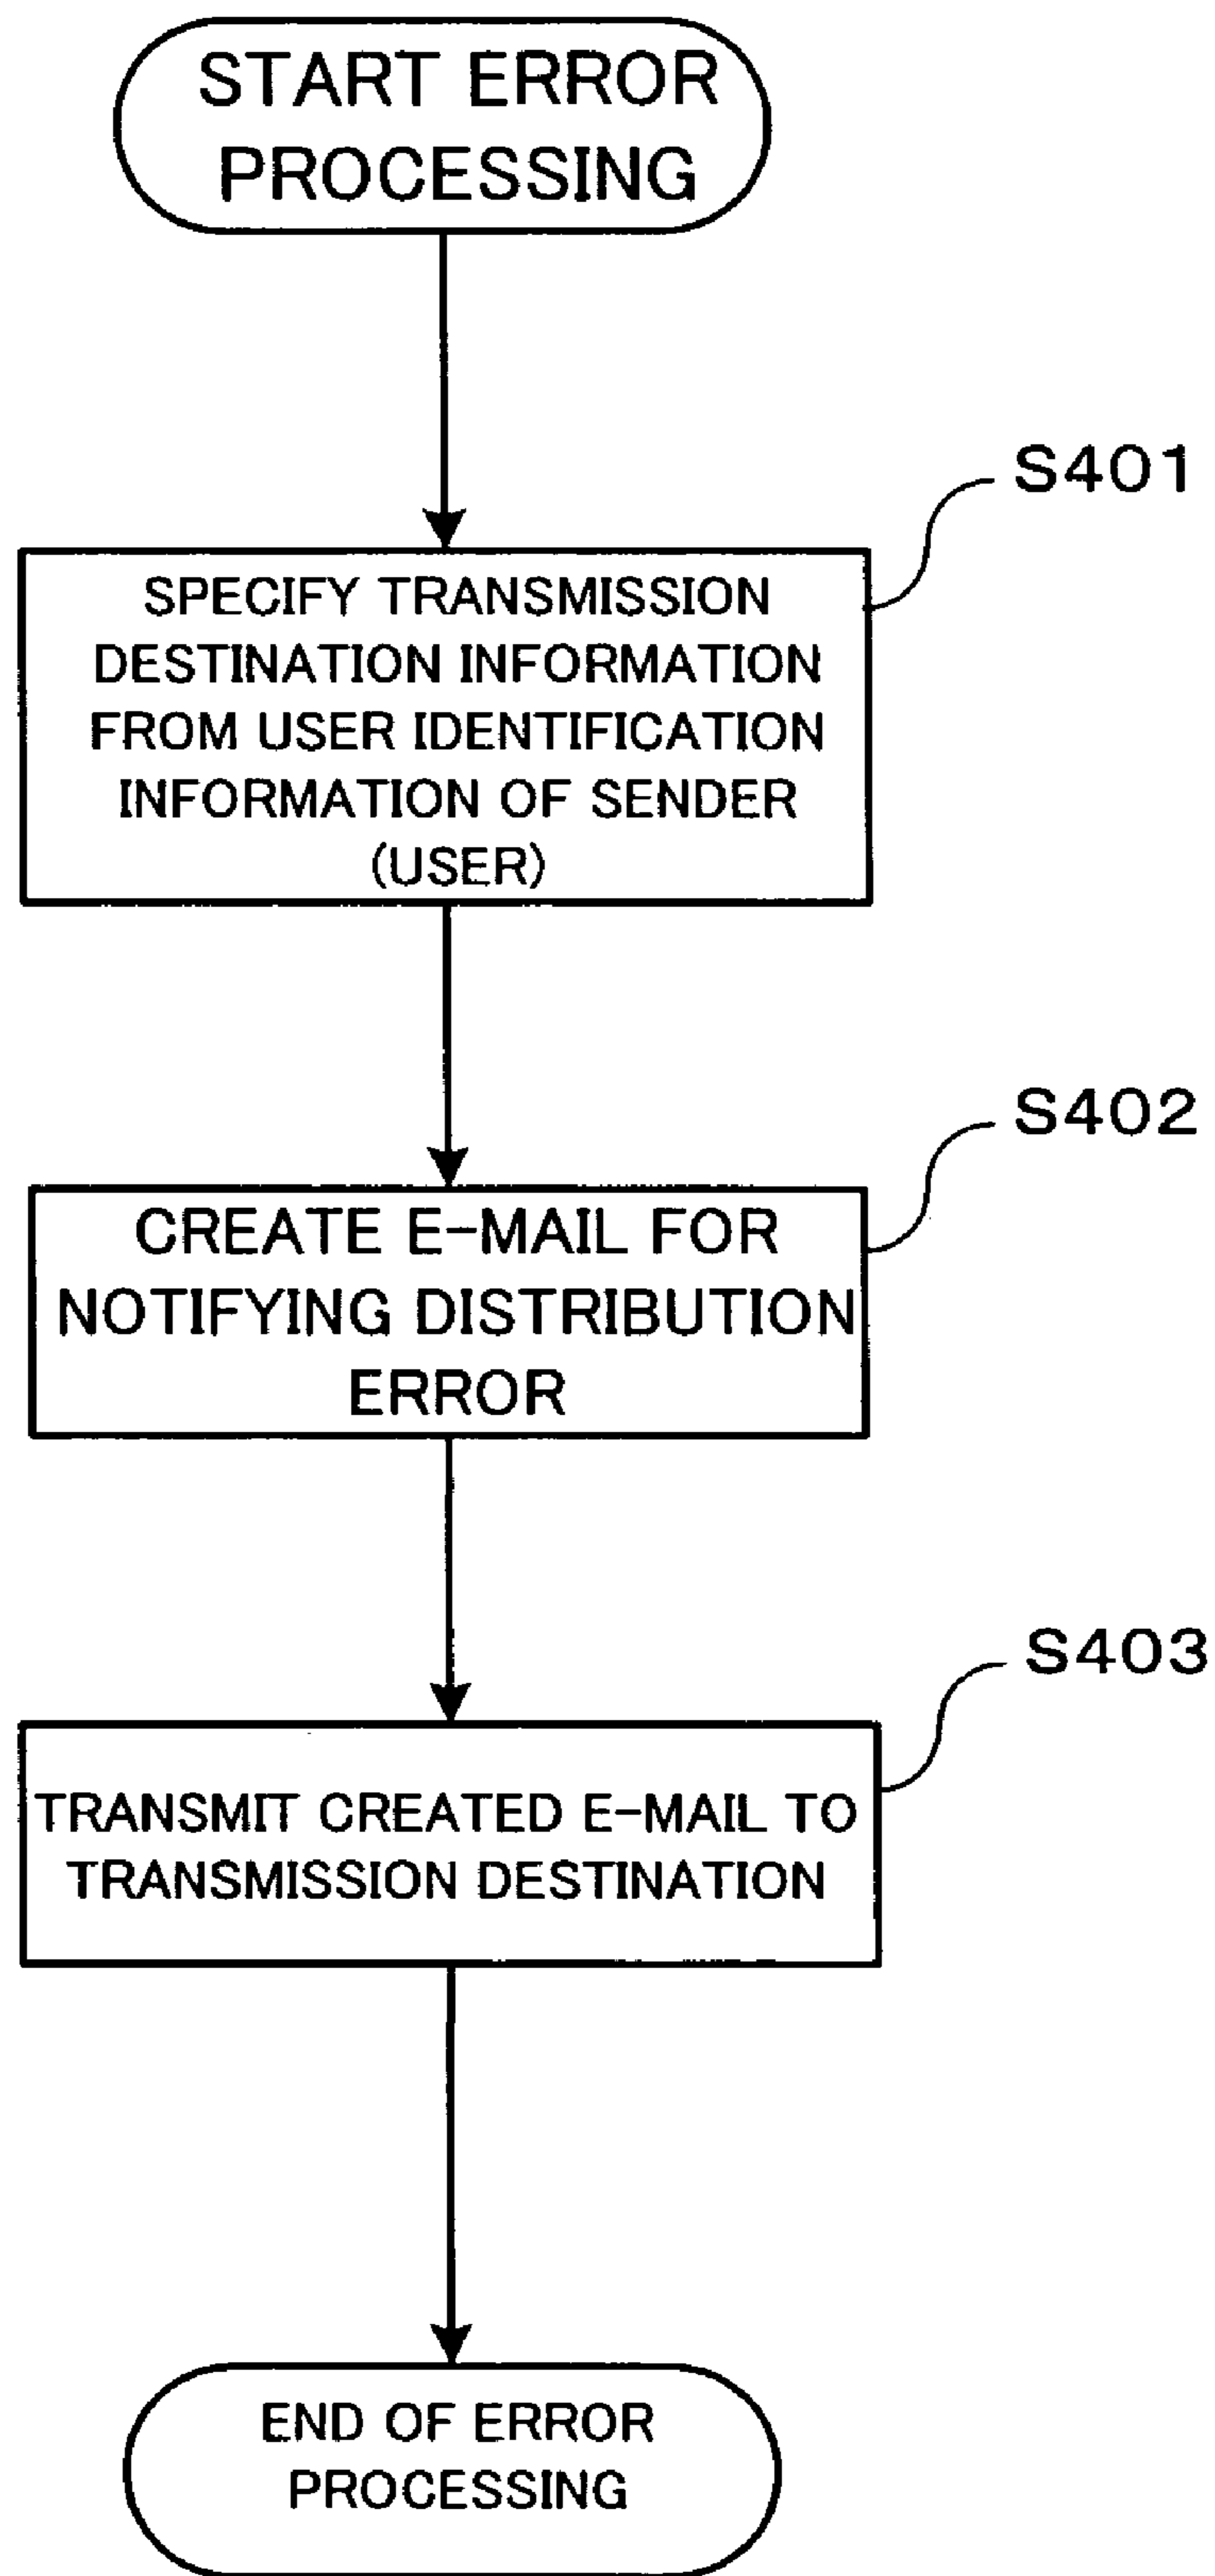 START ERROR
PROCESSING
S401
SPECIFY TRANSMISSION
DESTINATION INFORMATION
FROM USER IDENTIFICATION
INFORMATION OF SENDER
(USER)
S402
CREATE E-MAIL FOR
NOTIFYING DISTRIBUTION
ERROR
S403
TRANSMIT CREATED E-MAIL TO
TRANSMISSION DESTINATION
END OF ERROR
PROCESSING